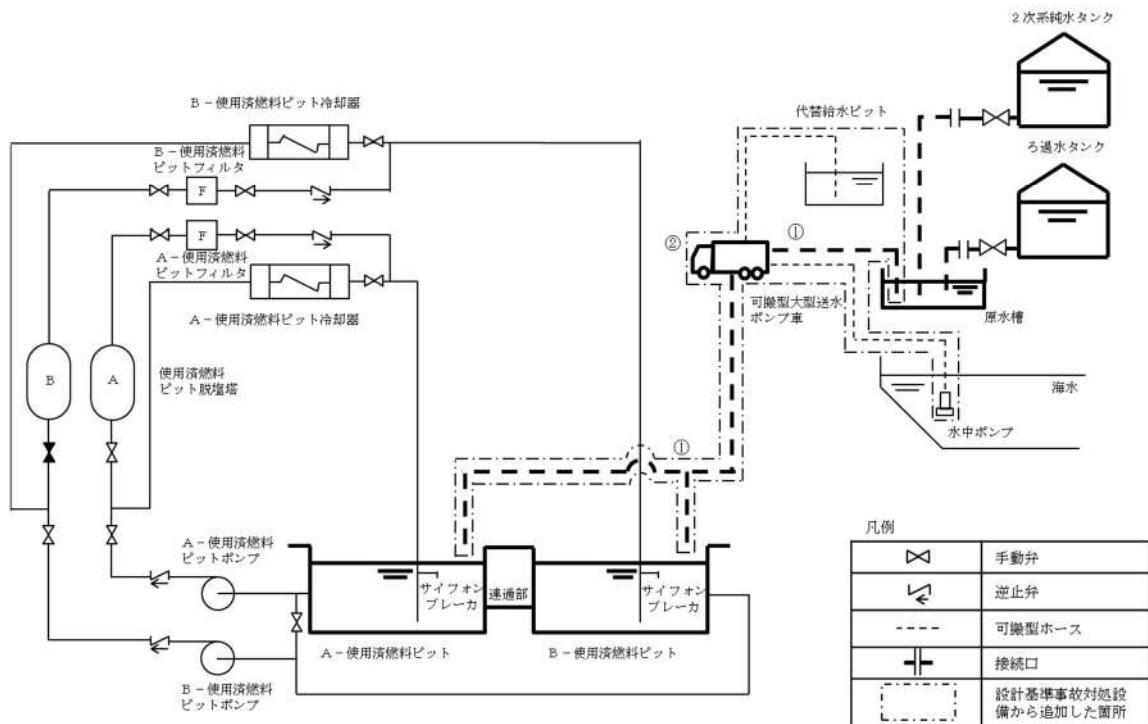 2次系純水タンク
B-使用済燃料ピット冷却器
代替給水ピット
ろ過水タンク
B-使用済燃料
ピットフィルタ
F
①
②
F
A-使用済燃料
ピットフィルタ
可搬型大型送水
ポンプ車
原水槽
A-使用済燃料ピット冷却器
B
A
使用済燃料
ピット脱塩塔
海水
水中ポンプ
①
A-使用済燃料
ピットポンプ
サイフォン
ブレーカ
連通部
サイフォン
ブレーカ
A-使用済燃料ピット
B-使用済燃料ピット
B-使用済燃料
ピットポンプ
凡例
手動弁
逆止弁
可搬型ホース
接続口
設計基準事故対処設
備から追加した箇所